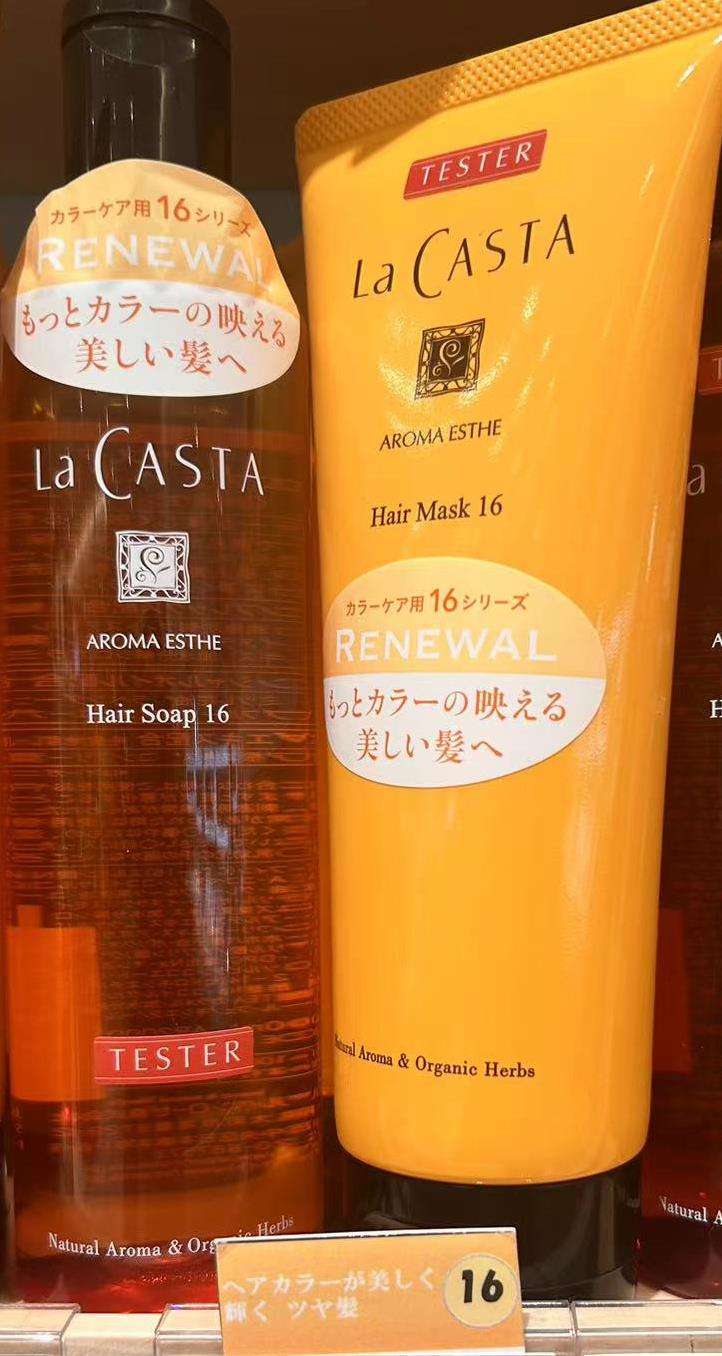 カラーケア用16シリーズ
RENEWAL
もっとカラーの映える
美しい髪へ
La CASTA
AROMA ESTHE
Hair Soap 16
TESTER
Natural Aroma & Organic Herbs
TESTER
La CASTA
AROMA ESTHE
Hair Mask 16
カラーケア用16シリーズ
RENEWAL
もっとカラーの映える
美しい髪へ
Natural Aroma & Organic Herbs
ヘアカラーが美しく
輝く ツヤ髪
16
Natural A